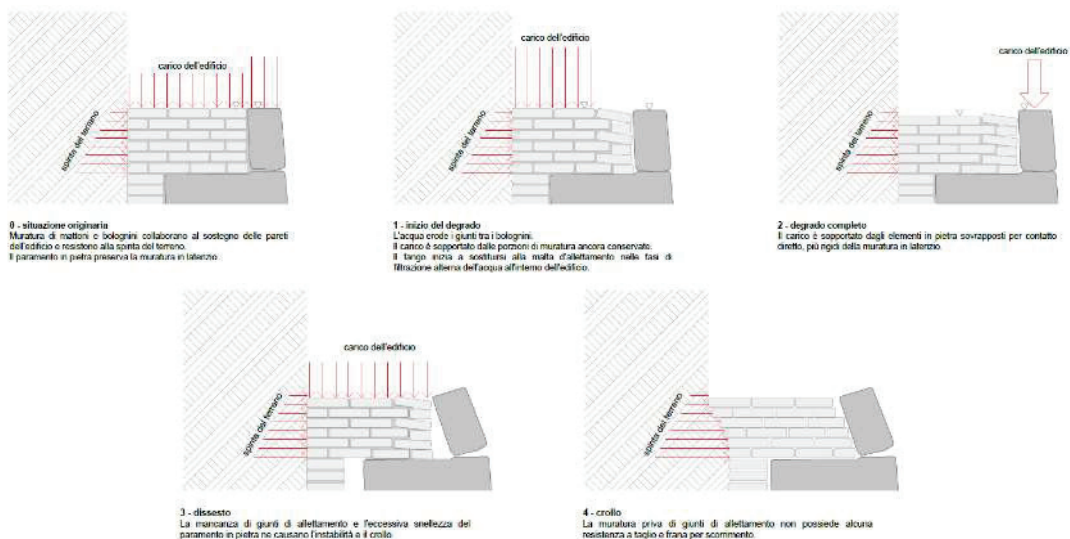 carico dell'edificio
spinta del terreno
0 - situazione originaria
Muratura di mattoni e bolognini collaborano al sostegno delle pareti
dell'edificio e resistono alla spinta del terreno.
Il paramento in pietra preserva la muratura in laterizio.
carico dell'edificio
spinta del terreno
1 - inizio del degrado
L'acqua erode i giunti tra i bolognini.
Il carico è sopportato dalle porzioni di muratura ancora conservate.
Il fango inizia a sostituirsi alla malta d'allettamento nelle fasi di
filtrazione alterna dell'acqua all'interno dell'edificio.
carico dell'edificio
spinta del terreno
2 - degrado completo
Il carico è sopportato dagli elementi in pietra sovrapposti per contatto
diretto, più rigidi della muratura in laterizio.
carico dell'edificio
spinta del terreno
3 - dissesto
La mancanza di giunti di allettamento e l'eccessiva snellezza del
paramento in pietra ne causano l'instabilità e il crollo.
spinta del terreno
4 - crollo
La muratura priva di giunti di allettamento non possiede alcuna
resistenza a taglio e frana per scorrimento.